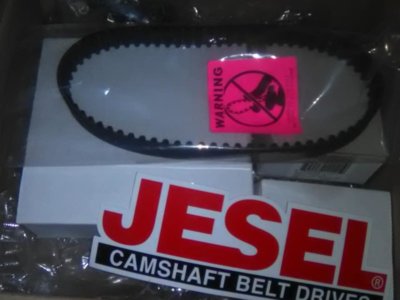 WARNING
JESEL
CAMSHAFT BELT DRIVES